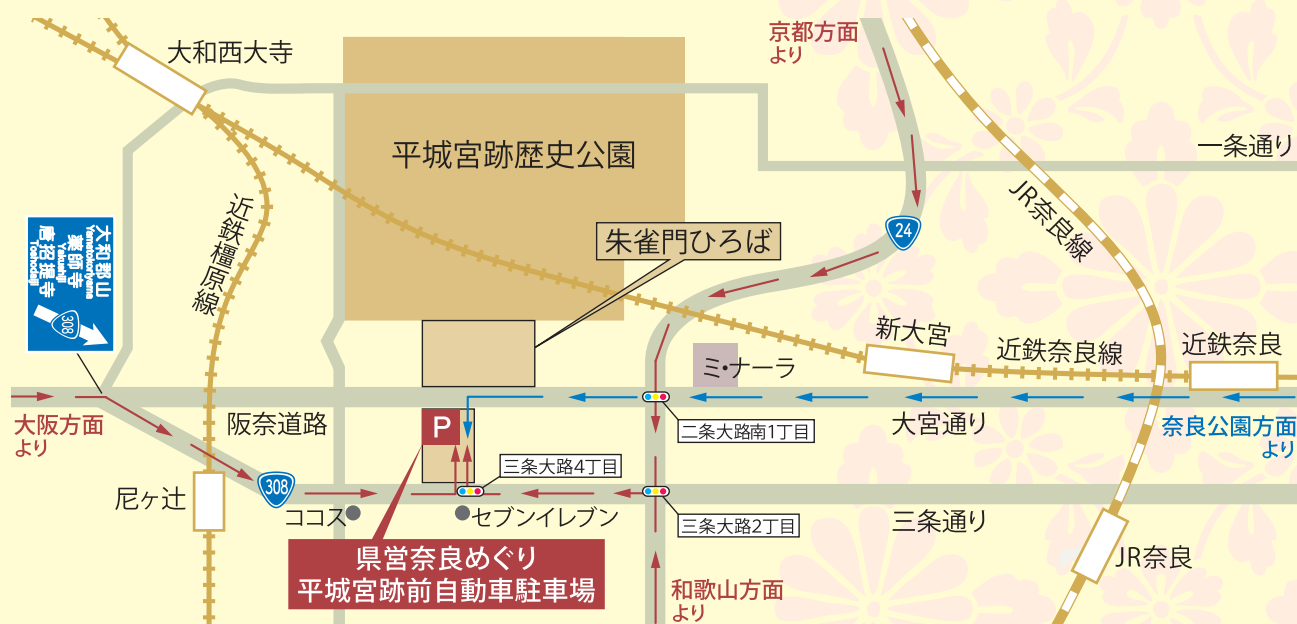 大和西大寺
京都方面
より
平城宮跡歴史公園
一条通り
JR奈良線
近鉄橿原線
24
朱雀門ひろば
大和郡山
Yamatokoriyama
薬師寺
Yakushiji
唐招提寺
Toshodaiji
308
新大宮
近鉄奈良線
近鉄奈良
ミ・ナーラ
大阪方面
より
阪奈道路
P
二条大路南1丁目
大宮通り
奈良公園方面
より
三条大路4丁目
尼ヶ辻
308
ココス
セブンイレブン
三条大路2丁目
三条通り
県営奈良めぐり
平城宮跡前自動車駐車場
JR奈良
和歌山方面
より